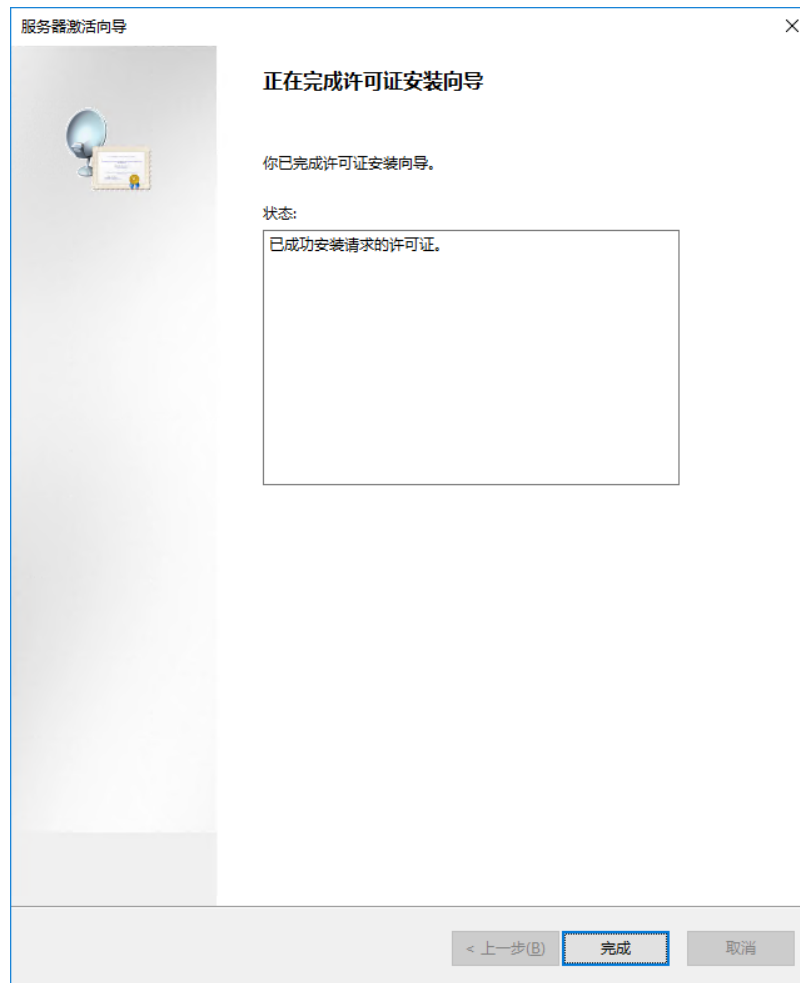 服务器激活向导
正在完成许可证安装向导
你已完成许可证安装向导。
状态:
已成功安装请求的许可证。
< 上一步(B)
完成
取消